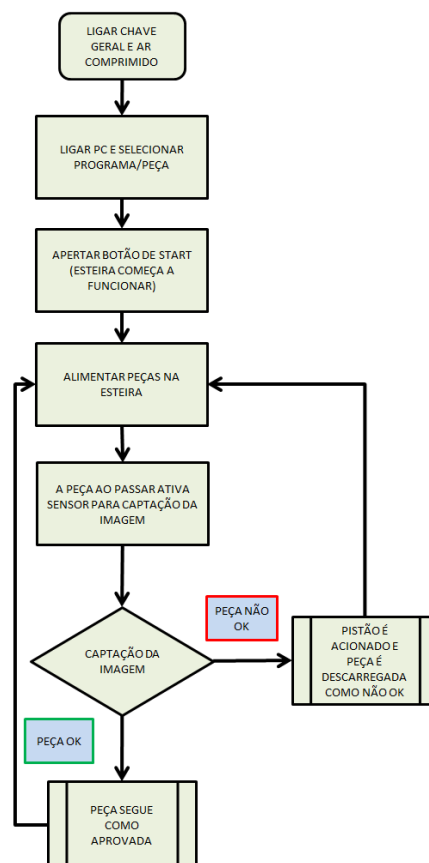 LIGAR CHAVE
GERAL E AR
COMPRIMIDO
LIGAR PC E SELECIONAR
PROGRAMA/PEÇA
APERTAR BOTÃO DE START
(ESTEIRA COMEÇA A
FUNCIONAR)
ALIMENTAR PEÇAS NA
ESTEIRA
A PEÇA AO PASSAR ATIVA
SENSOR PARA CAPTAÇÃO DA
IMAGEM
CAPTAÇÃO DA
IMAGEM
PEÇA NÃO
OK
PISTÃO É
ACIONADO E
PEÇA É
DESCARREGADA
COMO NÃO OK
PEÇA OK
PEÇA SEGUE
COMO
APROVADA